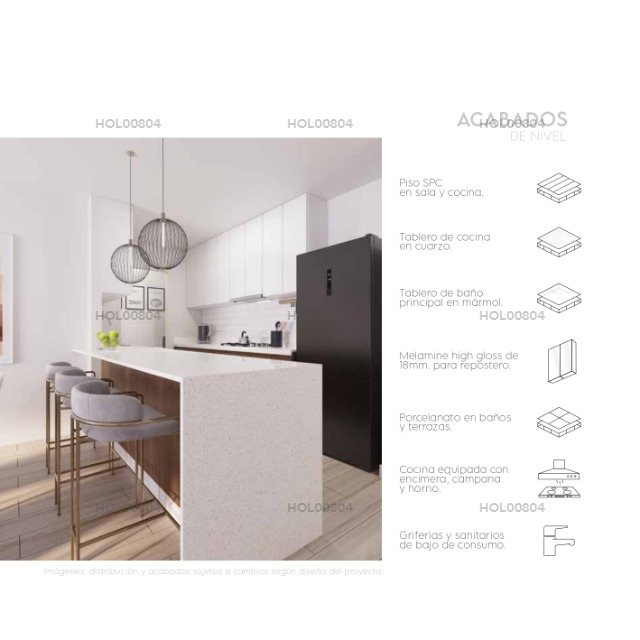 HOL00804
HOL00804
HOL00804
ACABADOS
DE NIVEL
Piso SPC
en sala y cocina.
Tablero de cocina
en cuarzo.
Tablero de baño
principal en mármol.
HOL00804
HOL00804
HOL00804
Melamine high gloss de
18mm. para repostero.
Porcelanato en baños
y terrazas.
Cocina equipada con
encimera, campana
y horno.
HOL00804
HOL00804
HOL00804
Griferias y sanitarios
de bajo de consumo.
Imágenes, distribución y acabados sujetos a cambios según diseño del proyecto.